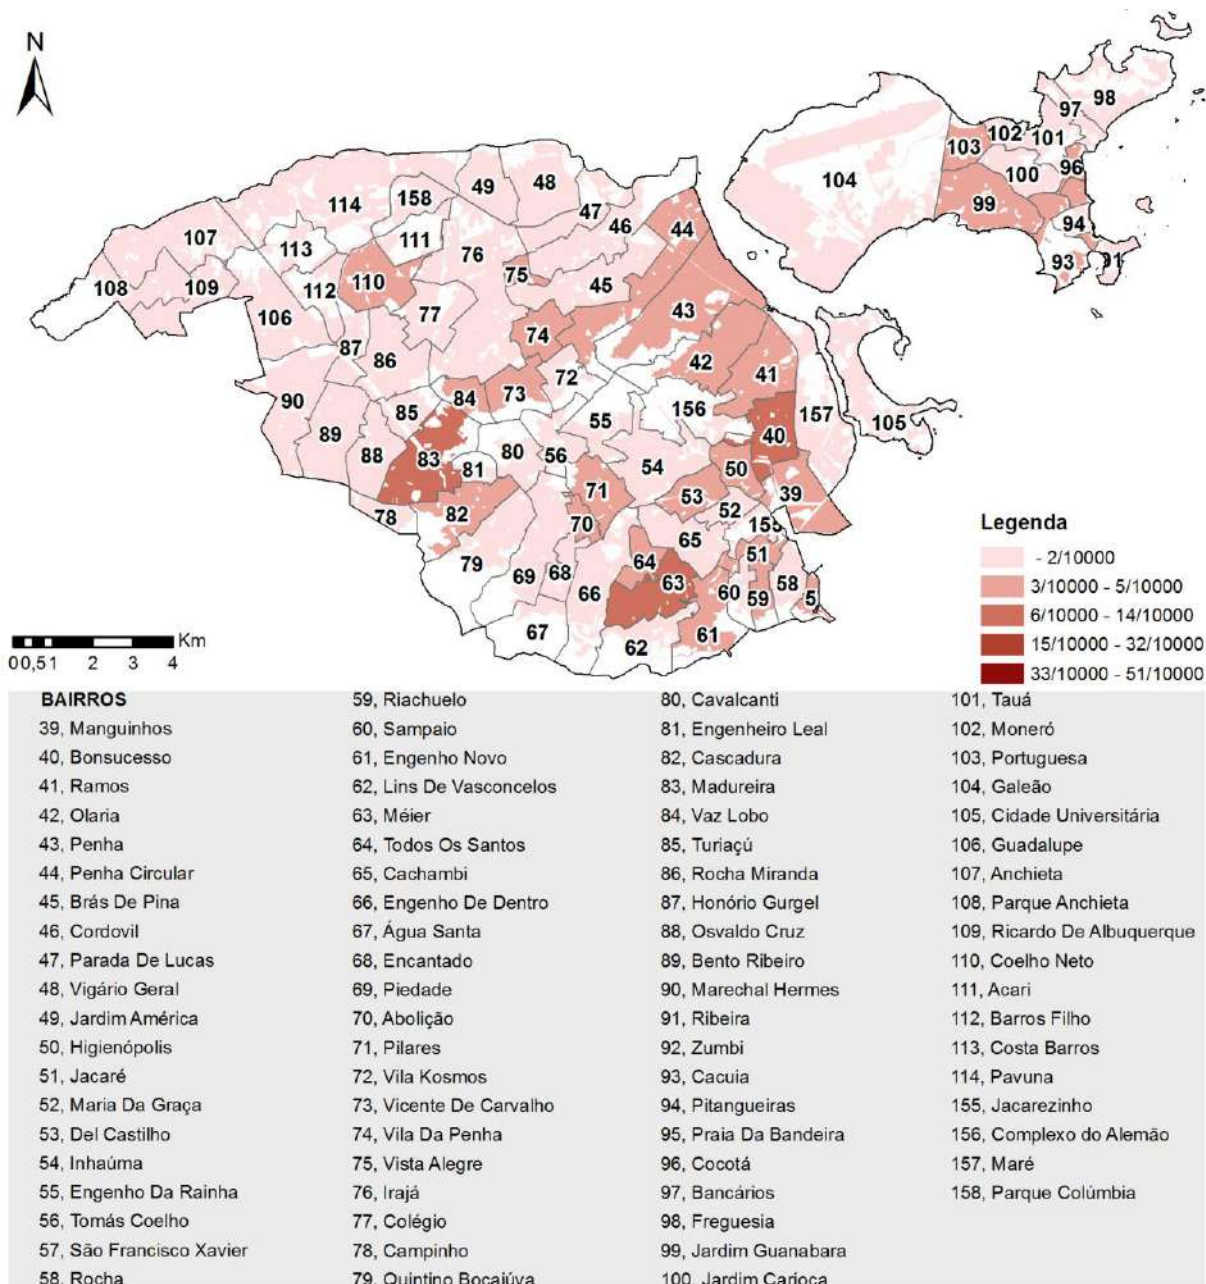 N
98
97
102
101
103
96
104
100
99
94
93
91
49
48
114
158
47
46
44
107
111
113
76
75
45
108
109
110
112
43
106
77
74
87
42
86
72
41
84
73
90
156
157
85
55
105
89
40
88
83
80
56
54
81
50
71
53
39
78
82
70
52
155
Legenda
65
79
64
51
- 2/10000
69
68
63
58
66
60
59
5
3/10000 - 5/10000
6/10000 - 14/10000
67
61
62
15/10000 - 32/10000
Km
00,51 2 3 4
33/10000 - 51/10000
BAIRROS
39, Manguinhos
40, Bonsucesso
41, Ramos
42, Olaria
43, Penha
44, Penha Circular
45, Brás De Pina
46, Cordovil
47, Parada De Lucas
48, Vigário Geral
49, Jardim América
50, Higienópolis
51, Jacaré
52, Maria Da Graça
53, Del Castilho
54, Inhaúma
55, Engenho Da Rainha
56, Tomás Coelho
57, São Francisco Xavier
58, Rocha
59, Riachuelo
60, Sampaio
61, Engenho Novo
62, Lins De Vasconcelos
63, Méier
64, Todos Os Santos
65, Cachambi
66, Engenho De Dentro
67, Água Santa
68, Encantado
69, Piedade
70, Abolição
71, Pilares
72, Vila Kosmos
73, Vicente De Carvalho
74, Vila Da Penha
75, Vista Alegre
76, Irajá
77, Colégio
78, Campinho
79, Quintino Bocaiúva
80, Cavalcanti
81, Engenheiro Leal
82, Cascadura
83, Madureira
84, Vaz Lobo
85, Turiaçú
86, Rocha Miranda
87, Honório Gurgel
88, Osvaldo Cruz
89, Bento Ribeiro
90, Marechal Hermes
91, Ribeira
92, Zumbi
93, Cacuia
94, Pitangueiras
95, Praia Da Bandeira
96, Cocotá
97, Bancários
98, Freguesia
99, Jardim Guanabara
100, Jardim Carioca
101, Tauá
102, Moneró
103, Portuguesa
104, Galeão
105, Cidade Universitária
106, Guadalupe
107, Anchieta
108, Parque Anchieta
109, Ricardo De Albuquerque
110, Coelho Neto
111, Acari
112, Barros Filho
113, Costa Barros
114, Pavuna
155, Jacarezinho
156, Complexo do Alemão
157, Maré
158, Parque Colúmbia